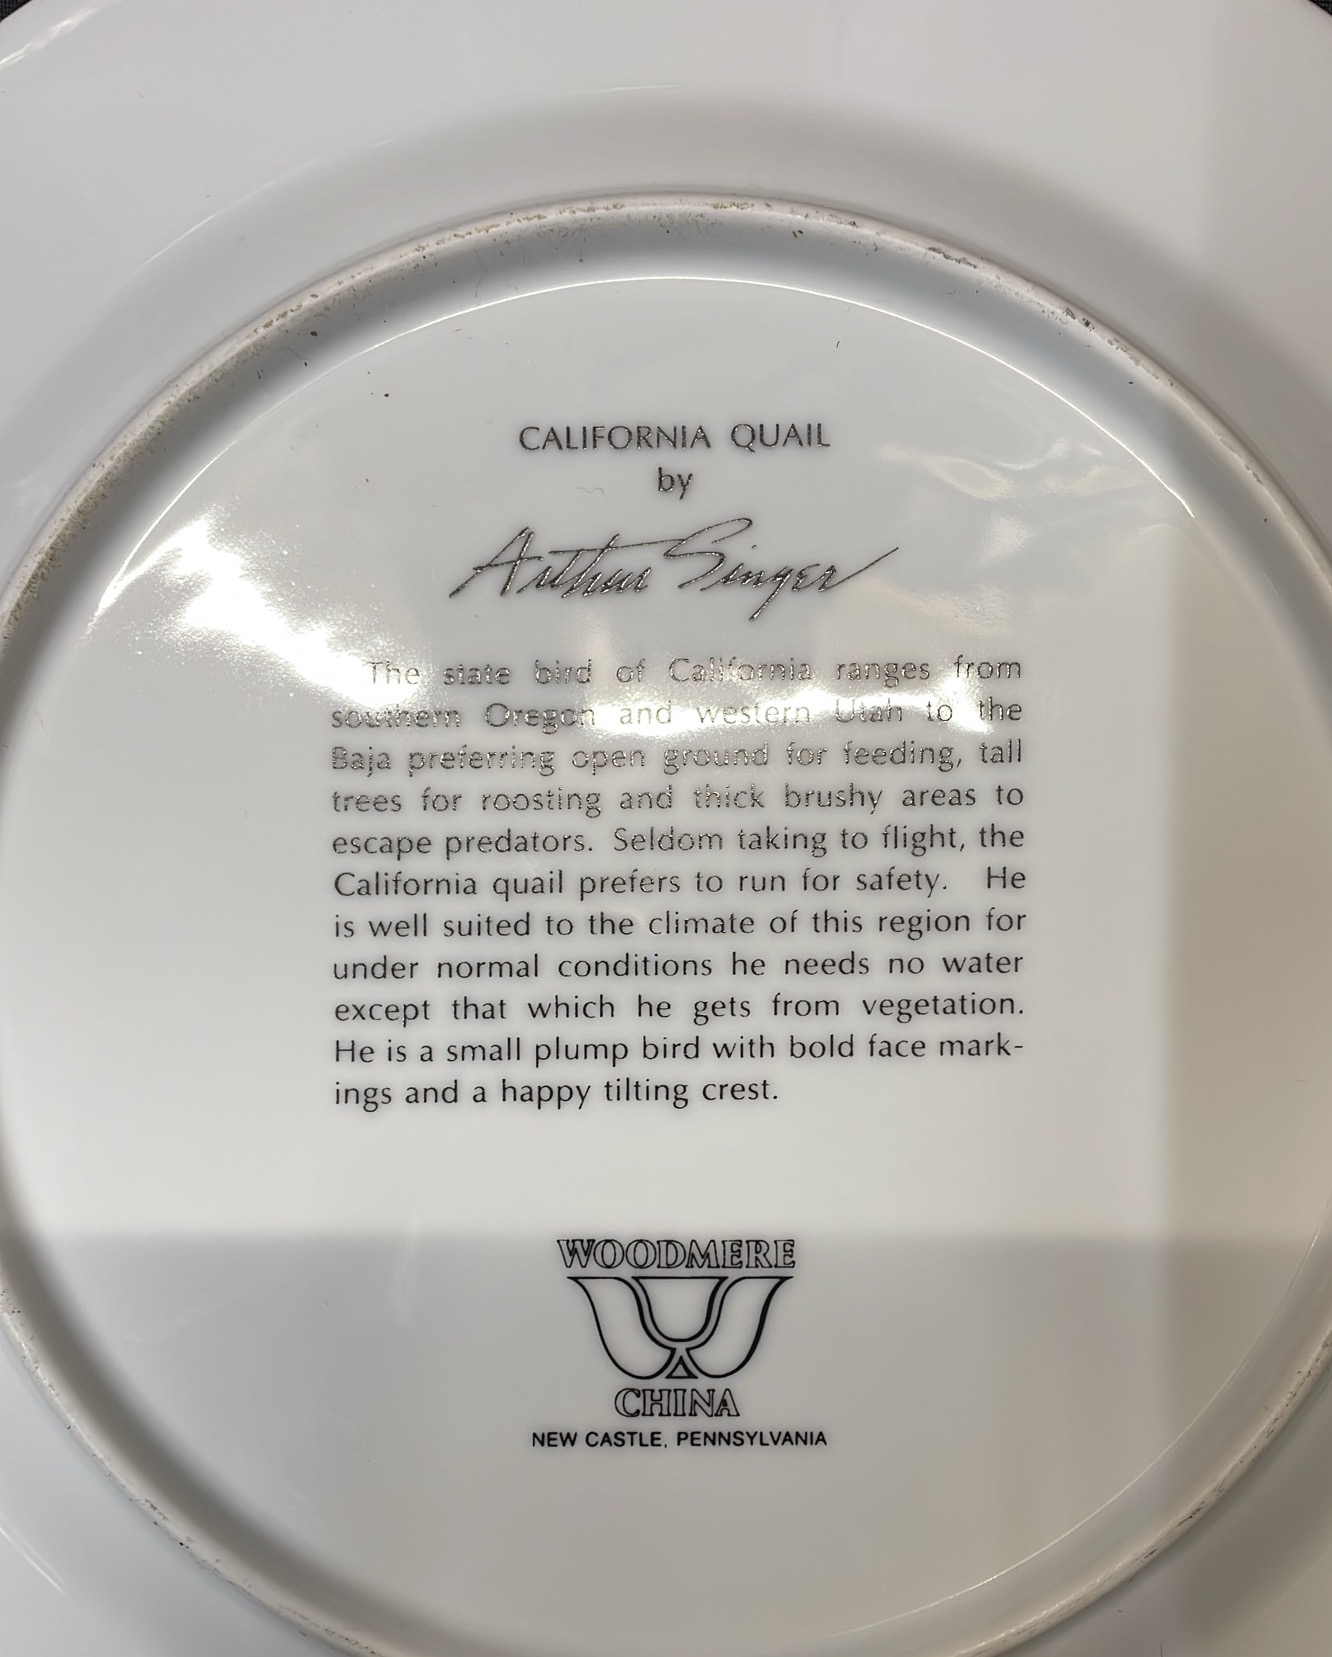 CALIFORNIA QUAIL
by
Arthur Singer
The state bird of California ranges from
southern Oregon and western Utah to the
Baja preferring open ground for feeding, tall
trees for roosting and thick brushy areas to
escape predators. Seldom taking to flight, the
California quail prefers to run for safety. He
is well suited to the climate of this region for
under normal conditions he needs no water
except that which he gets from vegetation.
He is a small plump bird with bold face mark-
ings and a happy tilting crest.
WOODMERE
CHINA
NEW CASTLE, PENNSYLVANIA